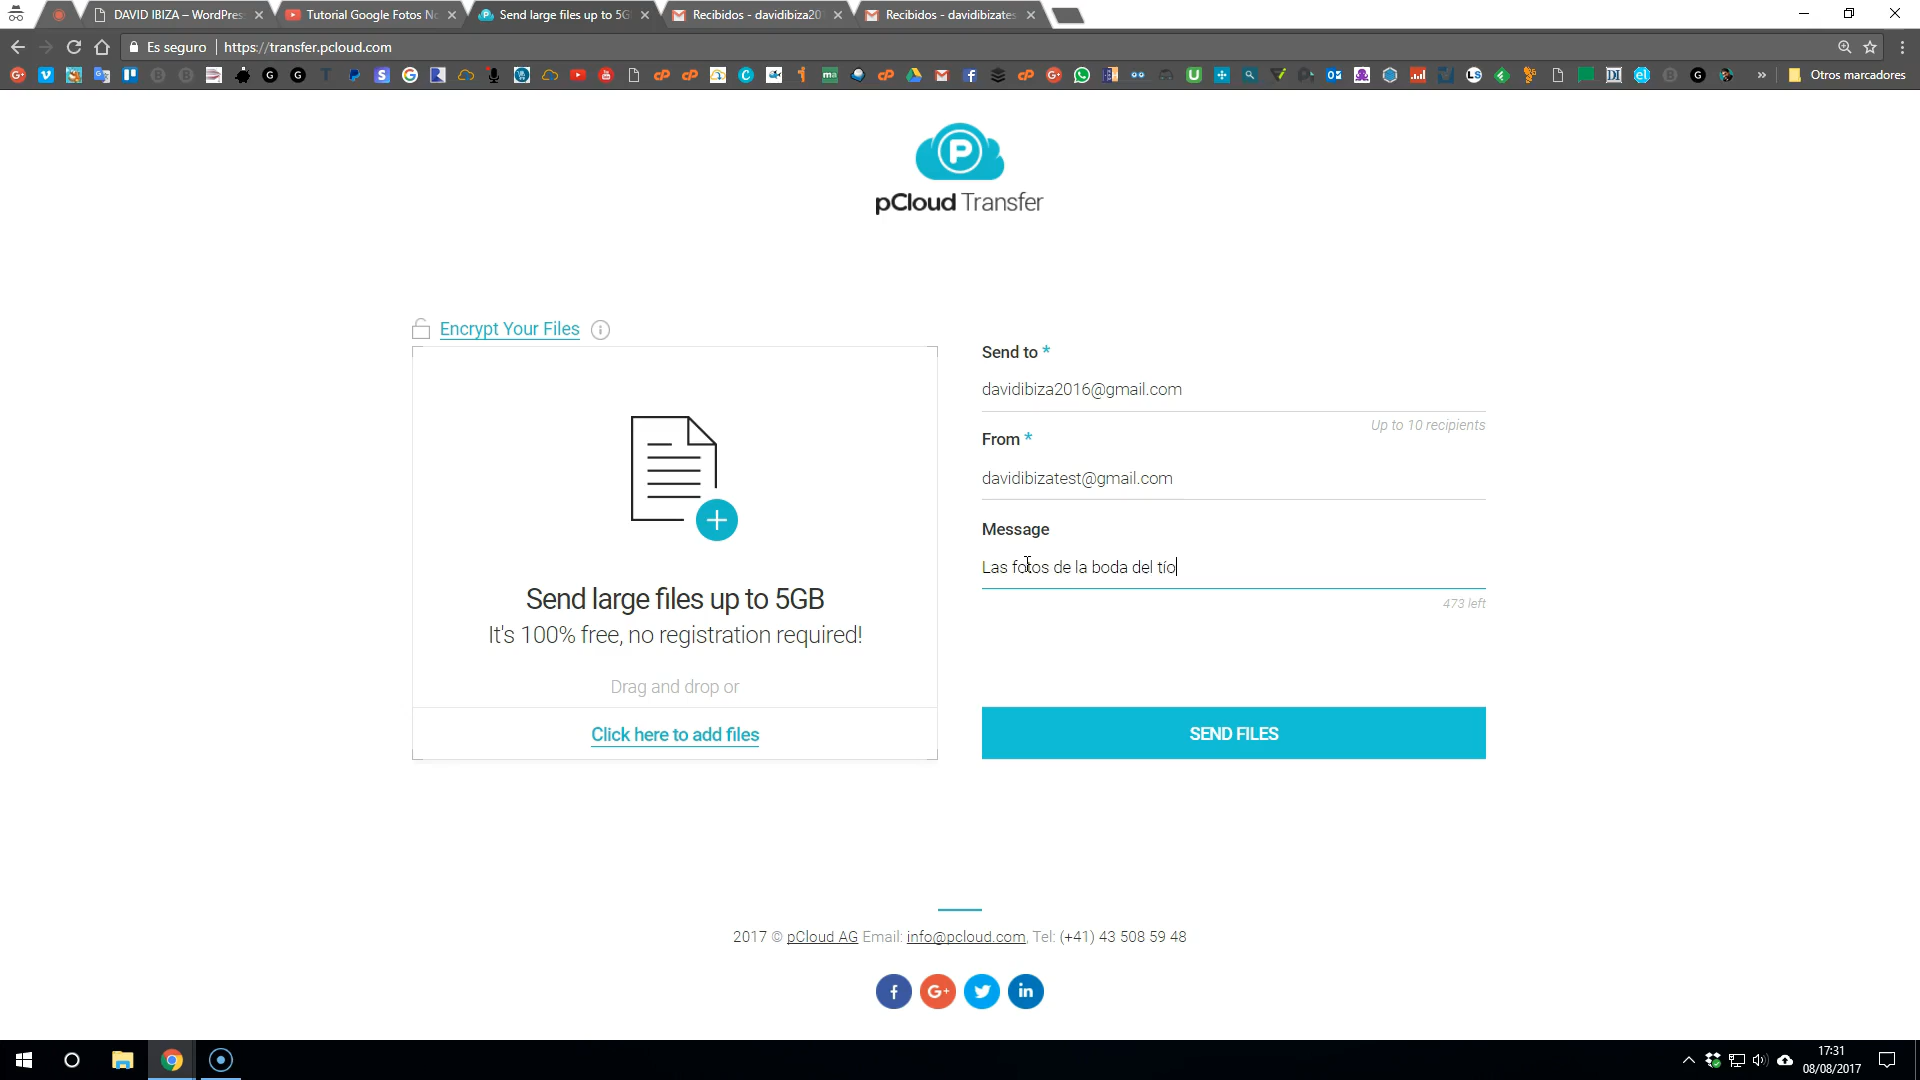 DAVID IBIZA – WordPres
Tutorial Google Fotos N
Send large files up to 5G
Recibidos - davidibiza20
Recibidos - davidibizates
Es seguro
https://transfer.pcloud.com
Otros marcadores
pCloud Transfer
Encrypt Your Files
Send large files up to 5GB
It's 100% free, no registration required!
Drag and drop or
Click here to add files
Send to *
davidibiza2016@gmail.com
Up to 10 recipients
From *
davidibizatest@gmail.com
Message
Las fotos de la boda del tío
473 left
SEND FILES
2017 © pCloud AG Email: info@pcloud.com, Tel: (+41) 43 508 59 48
17:31
08/08/2017